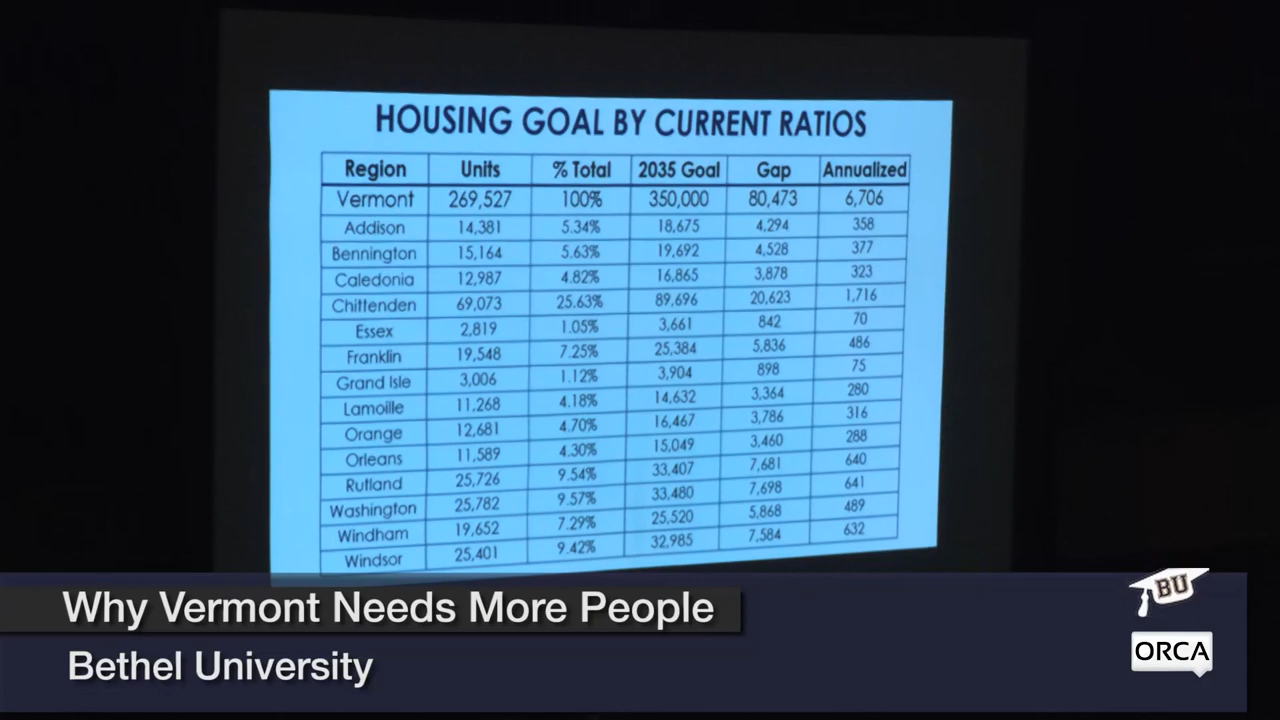 HOUSING GOAL BY CURRENT RATIOS
Region Units % Total 2035 Goal Gap Annualized
Vermont 269,527 100% 350,000 80,473 6,706
Addison 14,381 5.34% 18,675 4,294 358
Bennington 15,164 5.63% 19,692 4,528 377
Caledonia 12,987 4.82% 16,865 3,878 323
Chittenden 69,073 25.63% 89,696 20,623 1,716
Essex 2,819 1.05% 3,661 842 70
Franklin 19,548 7.25% 25,384 5,836 486
Grand Isle 3,006 1.12% 3,904 898 75
Lamoille 11,268 4.18% 14,632 3,364 280
Orange 12,681 4.70% 16,467 3,786 316
Orleans 11,589 4.30% 15,049 3,460 288
Rutland 25,726 9.54% 33,407 7,681 640
Washington 25,782 9.57% 33,480 7,698 641
Windham 19,652 7.29% 25,520 5,868 489
Windsor 25,401 9.42% 32,985 7,584 632
Why Vermont Needs More People
Bethel University
BU
ORCA